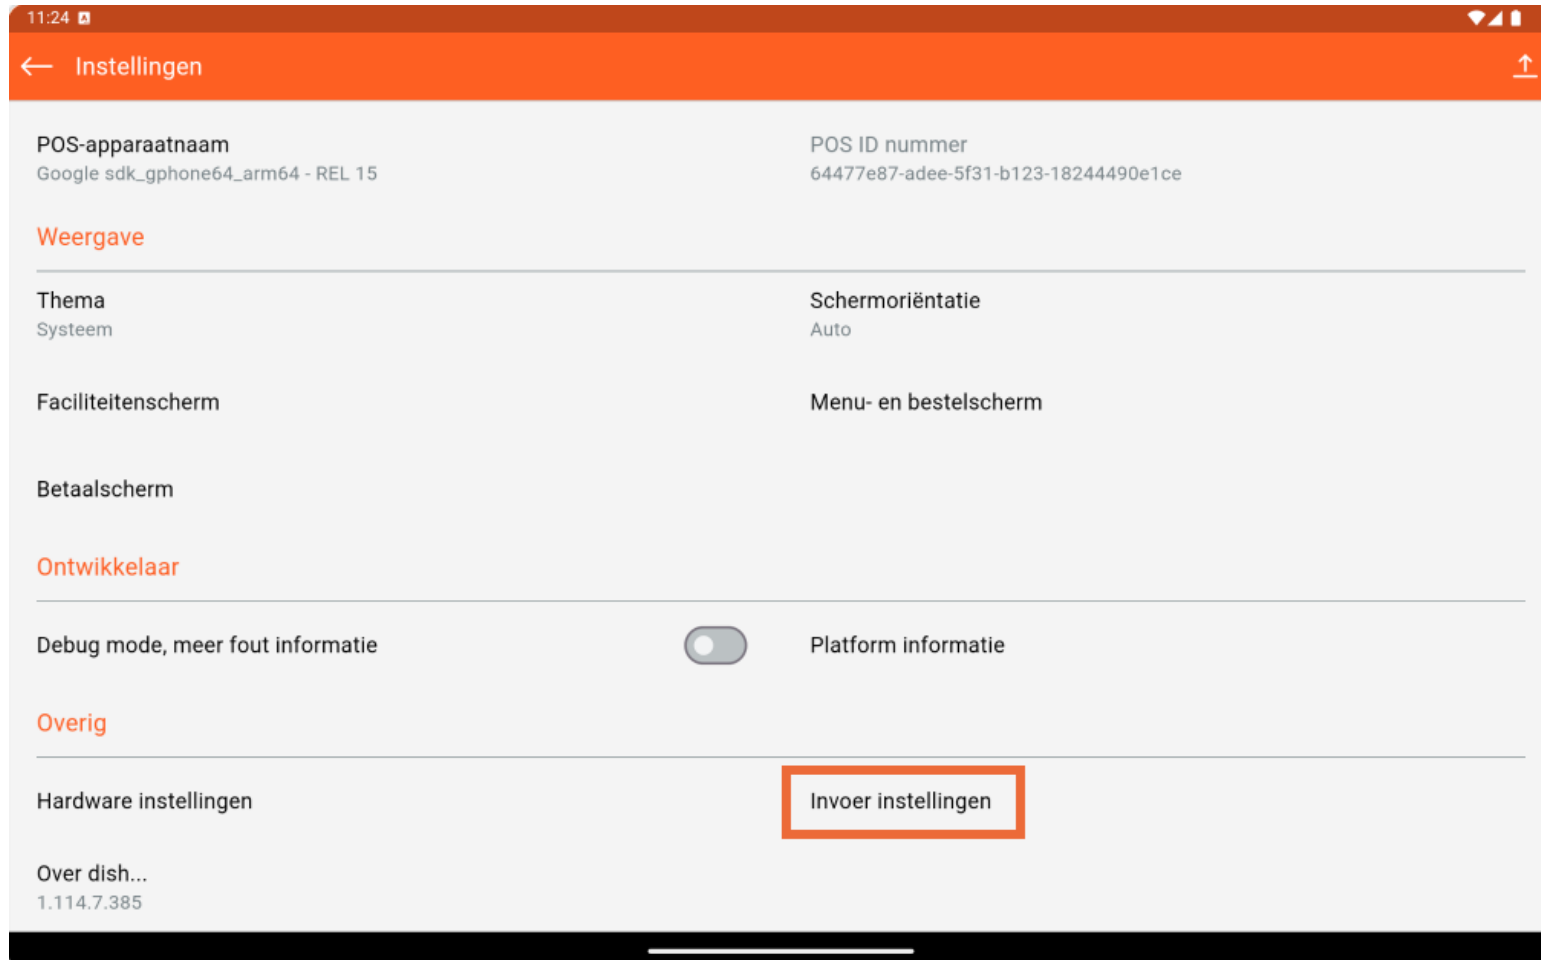 11:24
Instellingen
POS-apparaatnaam
Google sdk_gphone64_arm64 - REL 15
POS ID nummer
64477e87-adee-5f31-b123-18244490e1ce
Weergave
Thema
Systeem
Schermoriëntatie
Auto
Faciliteitenscherm
Menu- en bestelscherm
Betaalscherm
Ontwikkelaar
Debug mode, meer fout informatie
Platform informatie
Overig
Hardware instellingen
Invoer instellingen
Over dish...
1.114.7.385